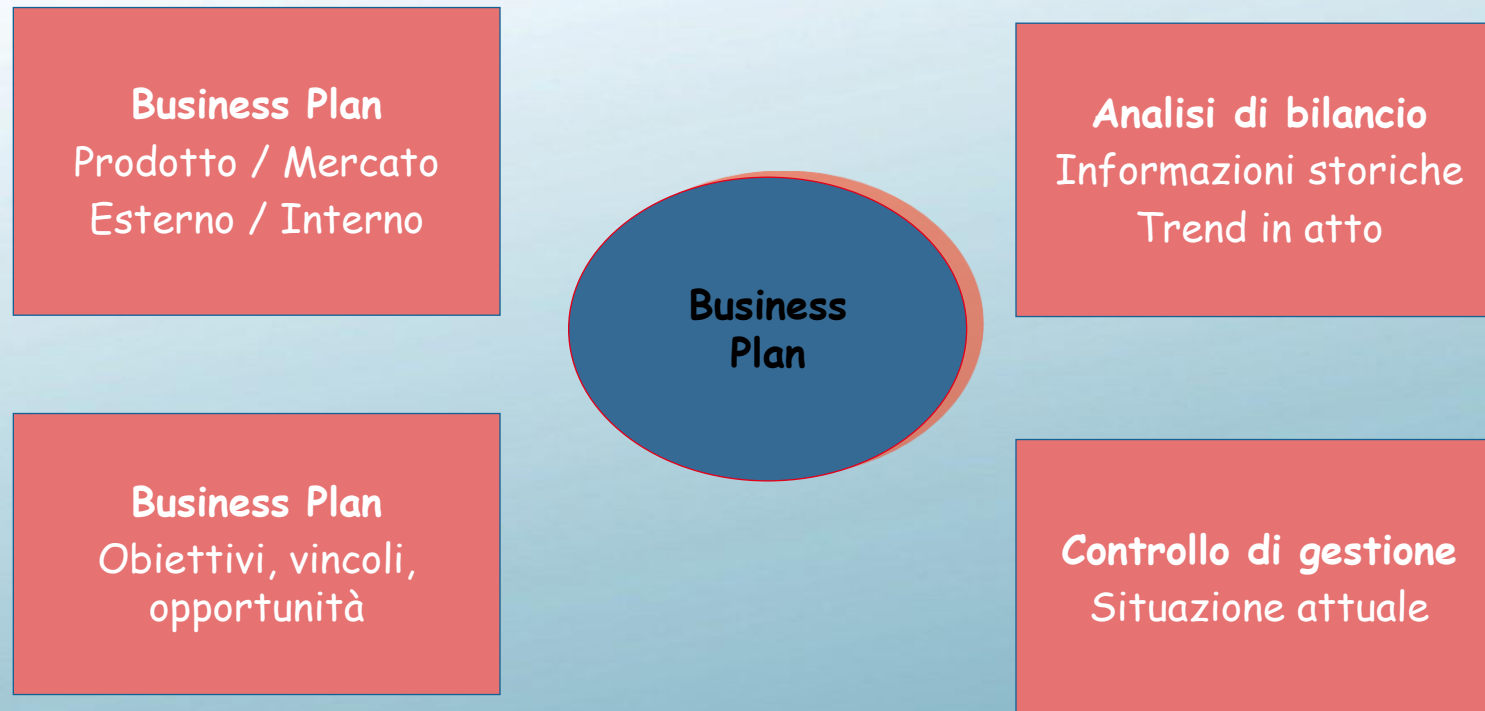 Business Plan
Prodotto / Mercato
Esterno / Interno
Analisi di bilancio
Informazioni storiche
Trend in atto
Business
Plan
Business Plan
Obiettivi, vincoli,
opportunità
Controllo di gestione
Situazione attuale